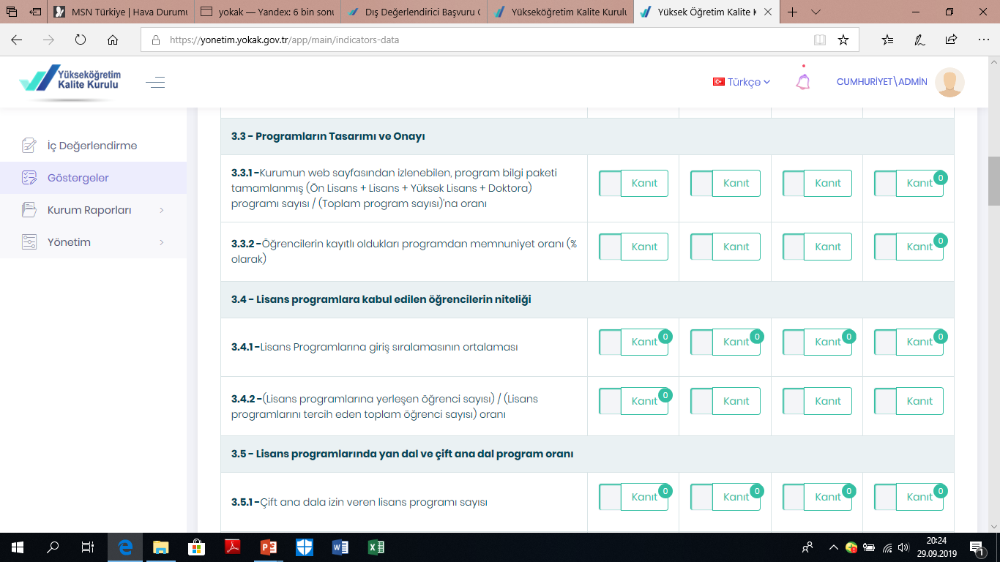 MSN Türkiye | Hava Durumu
yokak — Yandex: 6 bin sonu
Dış Değerlendirici Başvuru
Yükseköğretim Kalite Kurulu
Yüksek Öğretim Kalite K
https://yonetim.yokak.gov.tr/app/main/indicators-data
Yükseköğretim
Kalite Kurulu
Türkçe
CUMHURİYET\ADMİN
İç Değerlendirme
Göstergeler
Kurum Raporları
Yönetim
3.3 - Programların Tasarımı ve Onayı
3.3.1 -Kurumun web sayfasından izlenebilen, program bilgi paketi
tamamlanmış (Ön Lisans + Lisans + Yüksek Lisans + Doktora)
programı sayısı / (Toplam program sayısı)'na oranı
Kanıt Kanıt Kanıt Kanıt 0
3.3.2 -Öğrencilerin kayıtlı oldukları programdan memnuniyet oranı (%
olarak)
Kanıt Kanıt Kanıt Kanıt 0
3.4 - Lisans programlara kabul edilen öğrencilerin niteliği
3.4.1 -Lisans Programlarına giriş sıralamasının ortalaması
Kanıt 0 Kanıt 0 Kanıt 0 Kanıt 0
3.4.2 -(Lisans programlarına yerleşen öğrenci sayısı) / (Lisans
programlarını tercih eden toplam öğrenci sayısı) oranı
Kanıt 0 Kanıt Kanıt Kanıt
3.5 - Lisans programlarında yan dal ve çift ana dal program oranı
3.5.1 -Çift ana dala izin veren lisans programı sayısı
Kanıt 0 Kanıt 0 Kanıt 0 Kanıt 0
20:24
29.09.2019
1